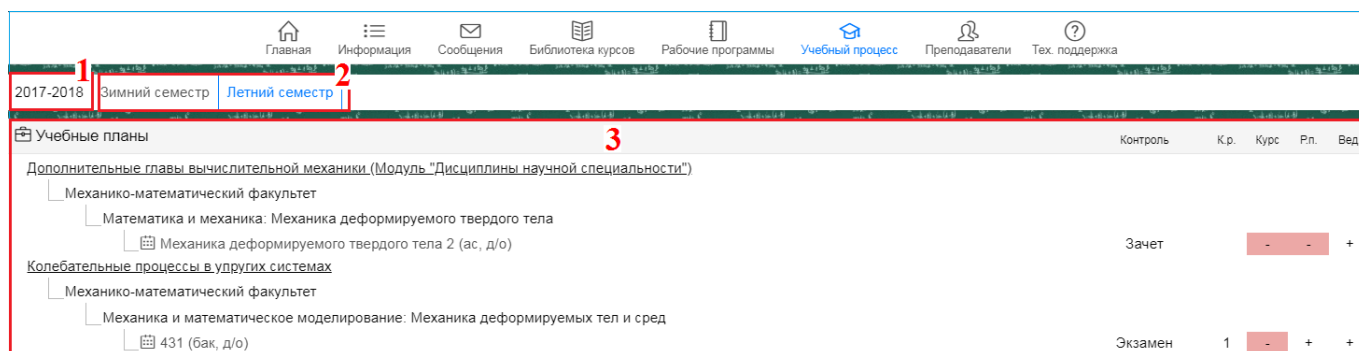 Главная Информация Сообщения Библиотека курсов Рабочие программы Учебный процесс Преподаватели Тех. поддержка
1 2
2017-2018 Зимний семестр Летний семестр
Учебные планы 3 Контроль К.р. Курс Р.п. Вед
Дополнительные главы вычислительной механики (Модуль "Дисциплины научной специальности")
Механико-математический факультет
Математика и механика: Механика деформируемого твердого тела
Механика деформируемого твердого тела 2 (ас, д/о) Зачет - - +
Колебательные процессы в упругих системах
Механико-математический факультет
Механика и математическое моделирование: Механика деформируемых тел и сред
431 (бак, д/о) Экзамен 1 - + +